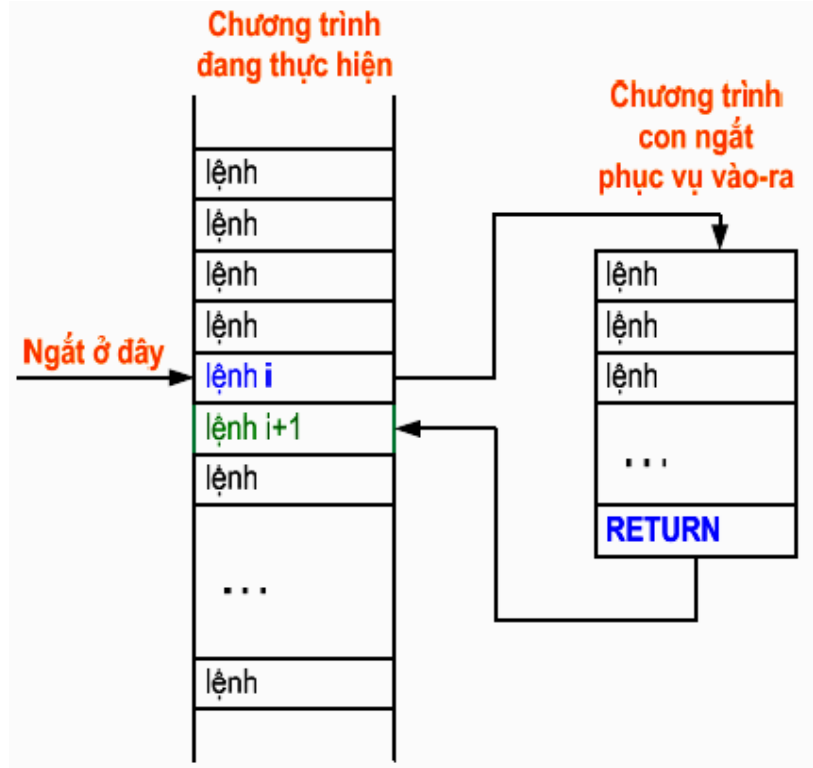 Chương trình
đang thực hiện
lệnh
lệnh
lệnh
lệnh
Ngắt ở đây
lệnh i
lệnh i+1
lệnh
...
lệnh
Chương trình
con ngắt
phục vụ vào-ra
lệnh
lệnh
lệnh
...
RETURN